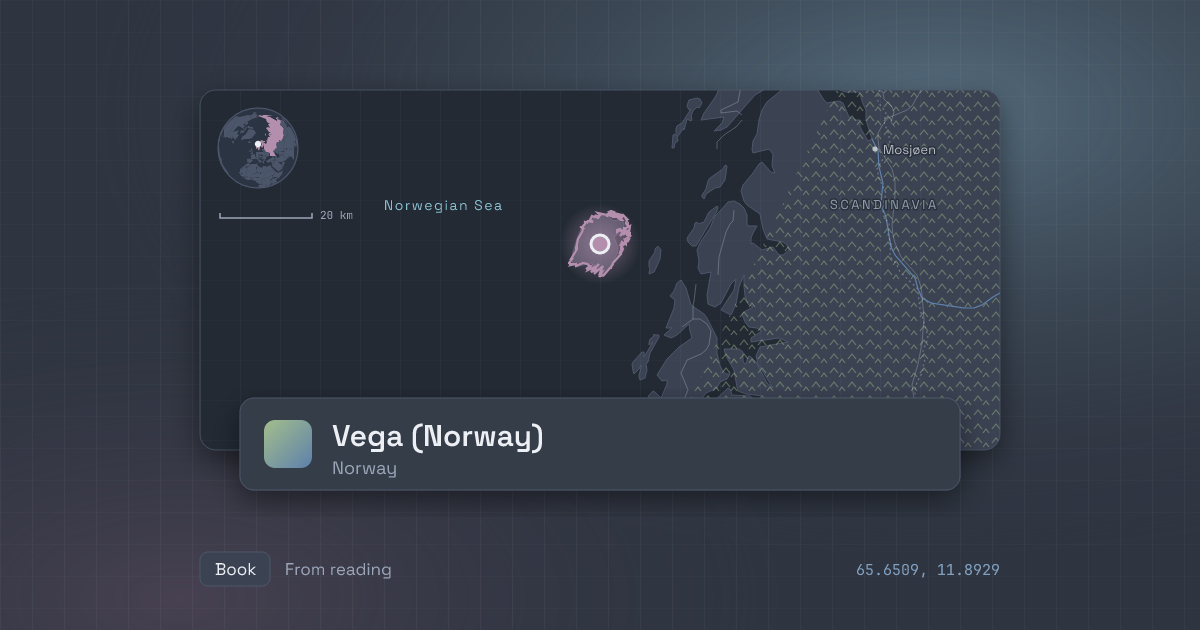 Mosjøen
Norwegian Sea
SCANDINAVIA
20 km
Vega (Norway)
Norway
Book
From reading
65.6509, 11.8929